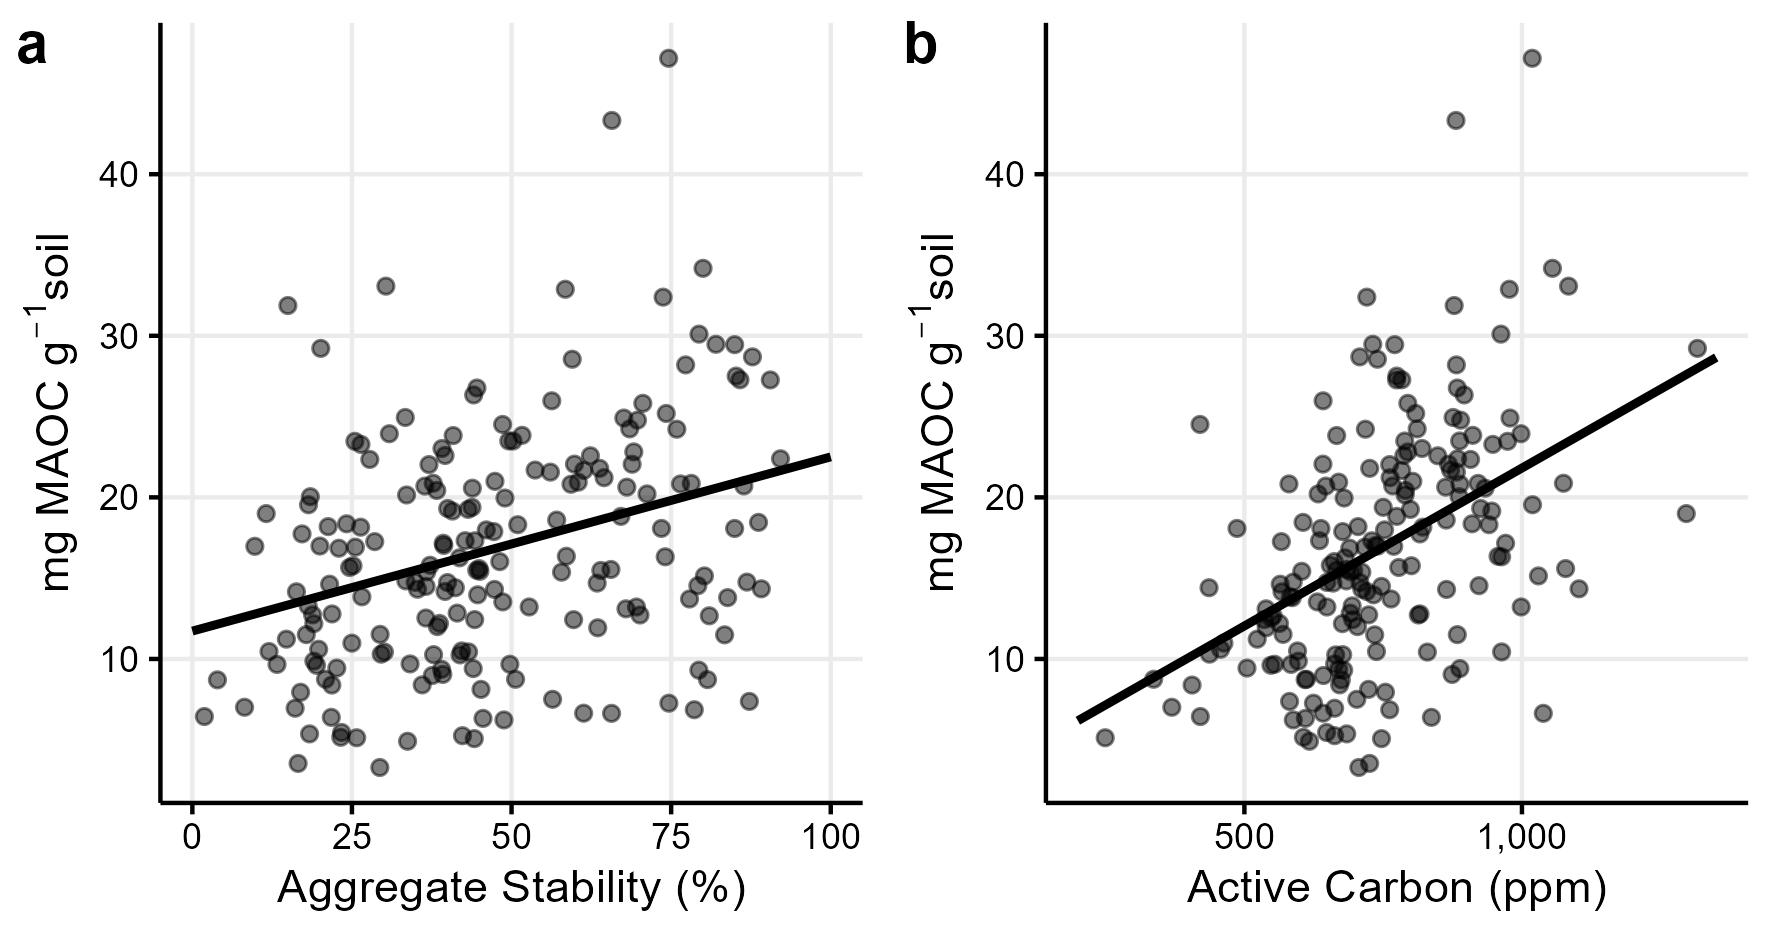 a
mg MAOC g⁻¹soil
40
30
20
10
0 25 50 75 100
Aggregate Stability (%)
b
mg MAOC g⁻¹soil
40
30
20
10
500 1,000
Active Carbon (ppm)